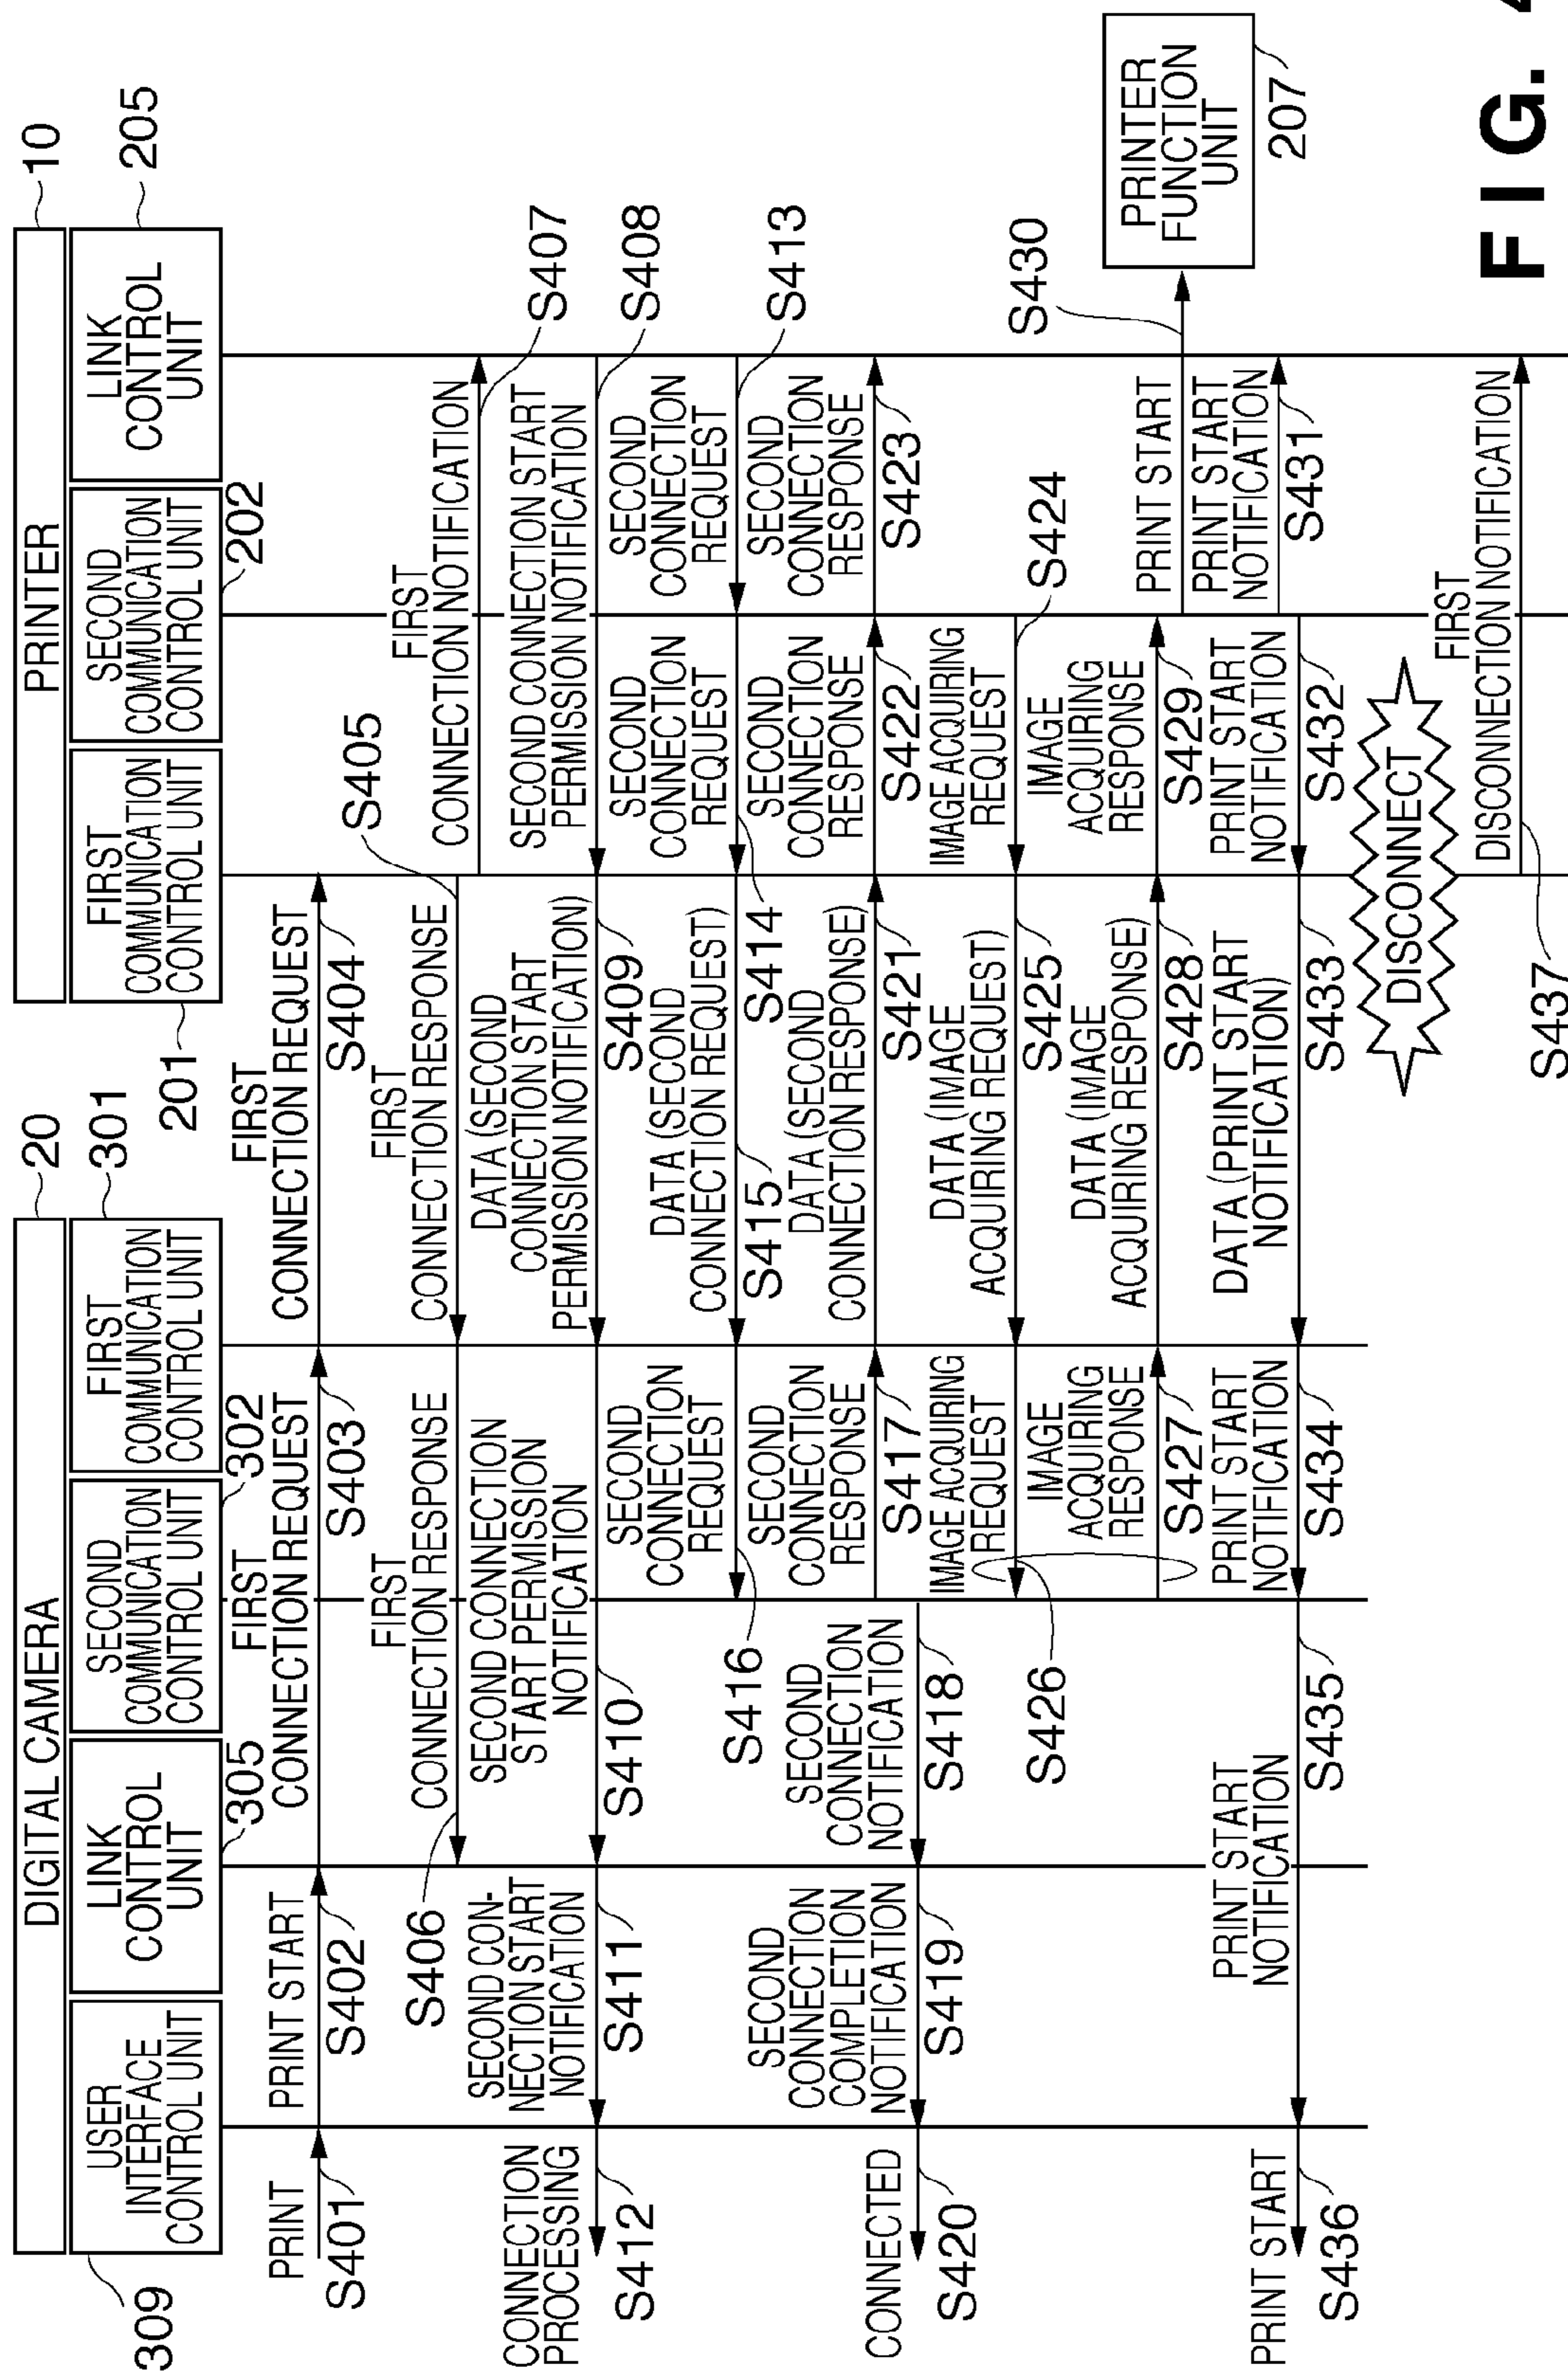 DIGITAL CAMERA
20
PRINTER
10
309
USER
INTERFACE
CONTROL UNIT
LINK
CONTROL
UNIT
305
SECOND
COMMUNICATION
CONTROL UNIT
302
FIRST
COMMUNICATION
CONTROL UNIT
301
FIRST
COMMUNICATION
CONTROL UNIT
201
SECOND
COMMUNICATION
CONTROL UNIT
202
LINK
CONTROL
UNIT
205
PRINT
S401
PRINT START
S402
FIRST
CONNECTION REQUEST
S403
FIRST
CONNECTION REQUEST
S404
FIRST
CONNECTION RESPONSE
S405
FIRST
CONNECTION RESPONSE
S406
FIRST
CONNECTION NOTIFICATION
S407
SECOND CONNECTION START
PERMISSION NOTIFICATION
S408
DATA (SECOND
CONNECTION START
PERMISSION NOTIFICATION)
S409
SECOND CONNECTION
START PERMISSION
NOTIFICATION
S410
SECOND CON-
NECTION START
NOTIFICATION
S411
CONNECTION
PROCESSING
S412
SECOND
CONNECTION
REQUEST
S413
SECOND
CONNECTION
REQUEST
S414
DATA (SECOND
CONNECTION REQUEST)
S415
SECOND
CONNECTION
REQUEST
S416
SECOND
CONNECTION
RESPONSE
S417
SECOND
CONNECTION
NOTIFICATION
S418
SECOND
CONNECTION
COMPLETION
NOTIFICATION
S419
CONNECTED
S420
DATA (SECOND
CONNECTION RESPONSE)
S421
SECOND
CONNECTION
RESPONSE
S422
SECOND
CONNECTION
RESPONSE
S423
IMAGE ACQUIRING
REQUEST
S424
DATA (IMAGE
ACQUIRING REQUEST)
S425
IMAGE ACQUIRING
REQUEST
S426
IMAGE
ACQUIRING
RESPONSE
S427
DATA (IMAGE
ACQUIRING RESPONSE)
S428
IMAGE
ACQUIRING
RESPONSE
S429
PRINT START
S430
PRINTER
FUNCTION
UNIT
207
PRINT START
NOTIFICATION
S431
PRINT START
NOTIFICATION
S432
DATA (PRINT START
NOTIFICATION)
S433
PRINT START
NOTIFICATION
S434
PRINT START
NOTIFICATION
S435
PRINT START
S436
DISCONNECT
FIRST
DISCONNECTION NOTIFICATION
S437
FIG. 4